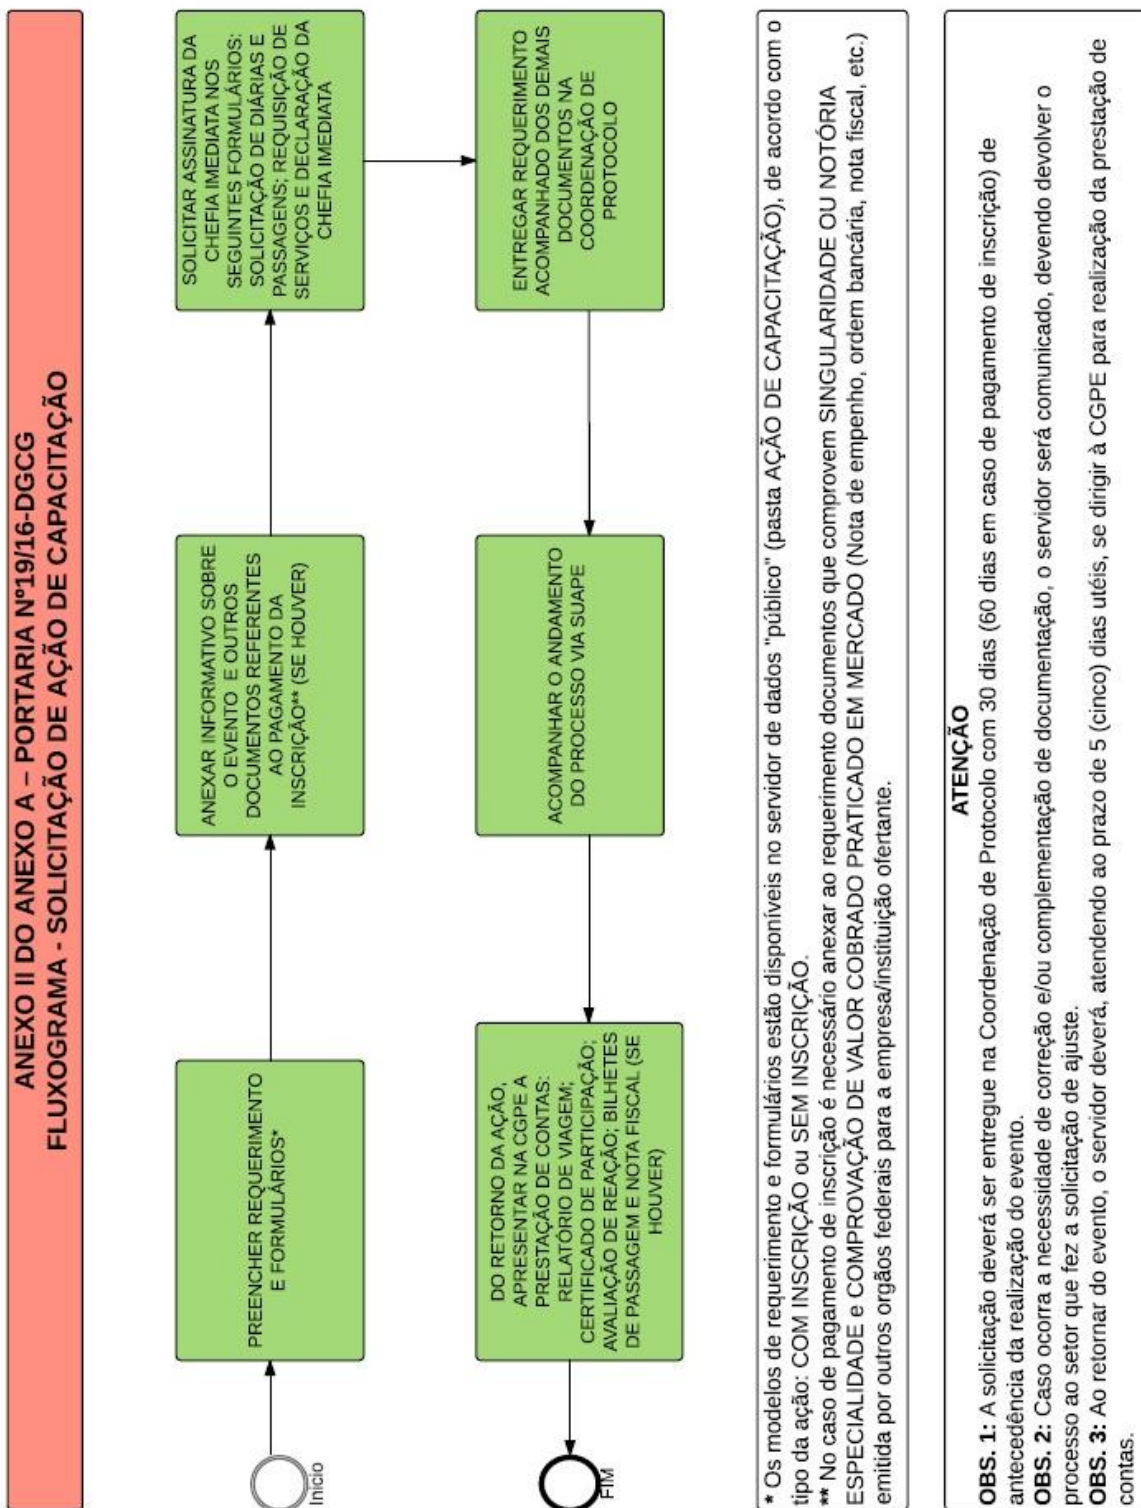 ANEXO II DO ANEXO A – PORTARIA Nº19/16-DGCG
FLUXOGRAMA - SOLICITAÇÃO DE AÇÃO DE CAPACITAÇÃO
Início
PREENCHER REQUERIMENTO
E FORMULÁRIOS*
ANEXAR INFORMATIVO SOBRE
O EVENTO E OUTROS
DOCUMENTOS REFERENTES
AO PAGAMENTO DA
INSCRIÇÃO** (SE HOUVER)
SOLICITAR ASSINATURA DA
CHEFIA IMEDIATA NOS
SEGUINTES FORMULÁRIOS:
SOLICITAÇÃO DE DIÁRIAS E
PASSAGENS; REQUISIÇÃO DE
SERVIÇOS E DECLARAÇÃO DA
CHEFIA IMEDIATA
ENTREGAR REQUERIMENTO
ACOMPANHADO DOS DEMAIS
DOCUMENTOS NA
COORDENAÇÃO DE
PROTOCOLO
ACOMPANHAR O ANDAMENTO
DO PROCESSO VIA SUAPE
DO RETORNO DA AÇÃO,
APRESENTAR NA CGPE A
PRESTAÇÃO DE CONTAS:
RELATÓRIO DE VIAGEM;
CERTIFICADO DE PARTICIPAÇÃO;
AVALIAÇÃO DE REAÇÃO; BILHETES
DE PASSAGEM E NOTA FISCAL (SE
HOUVER)
FIM
* Os modelos de requerimento e formulários estão disponíveis no servidor de dados "público" (pasta AÇÃO DE CAPACITAÇÃO), de acordo com o
tipo da ação: COM INSCRIÇÃO ou SEM INSCRIÇÃO.
** No caso de pagamento de inscrição é necessário anexar ao requerimento documentos que comprovem SINGULARIDADE OU NOTÓRIA
ESPECIALIDADE e COMPROVAÇÃO DE VALOR COBRADO PRATICADO EM MERCADO (Nota de empenho, ordem bancária, nota fiscal, etc.)
emitida por outros orgãos federais para a empresa/instituição ofertante.
ATENÇÃO
OBS. 1: A solicitação deverá ser entregue na Coordenação de Protocolo com 30 dias (60 dias em caso de pagamento de inscrição) de
antecedência da realização do evento.
OBS. 2: Caso ocorra a necessidade de correção e/ou complementação de documentação, o servidor será comunicado, devendo devolver o
processo ao setor que fez a solicitação de ajuste.
OBS. 3: Ao retornar do evento, o servidor deverá, atendendo ao prazo de 5 (cinco) dias utéis, se dirigir à CGPE para realização da prestação de
contas.